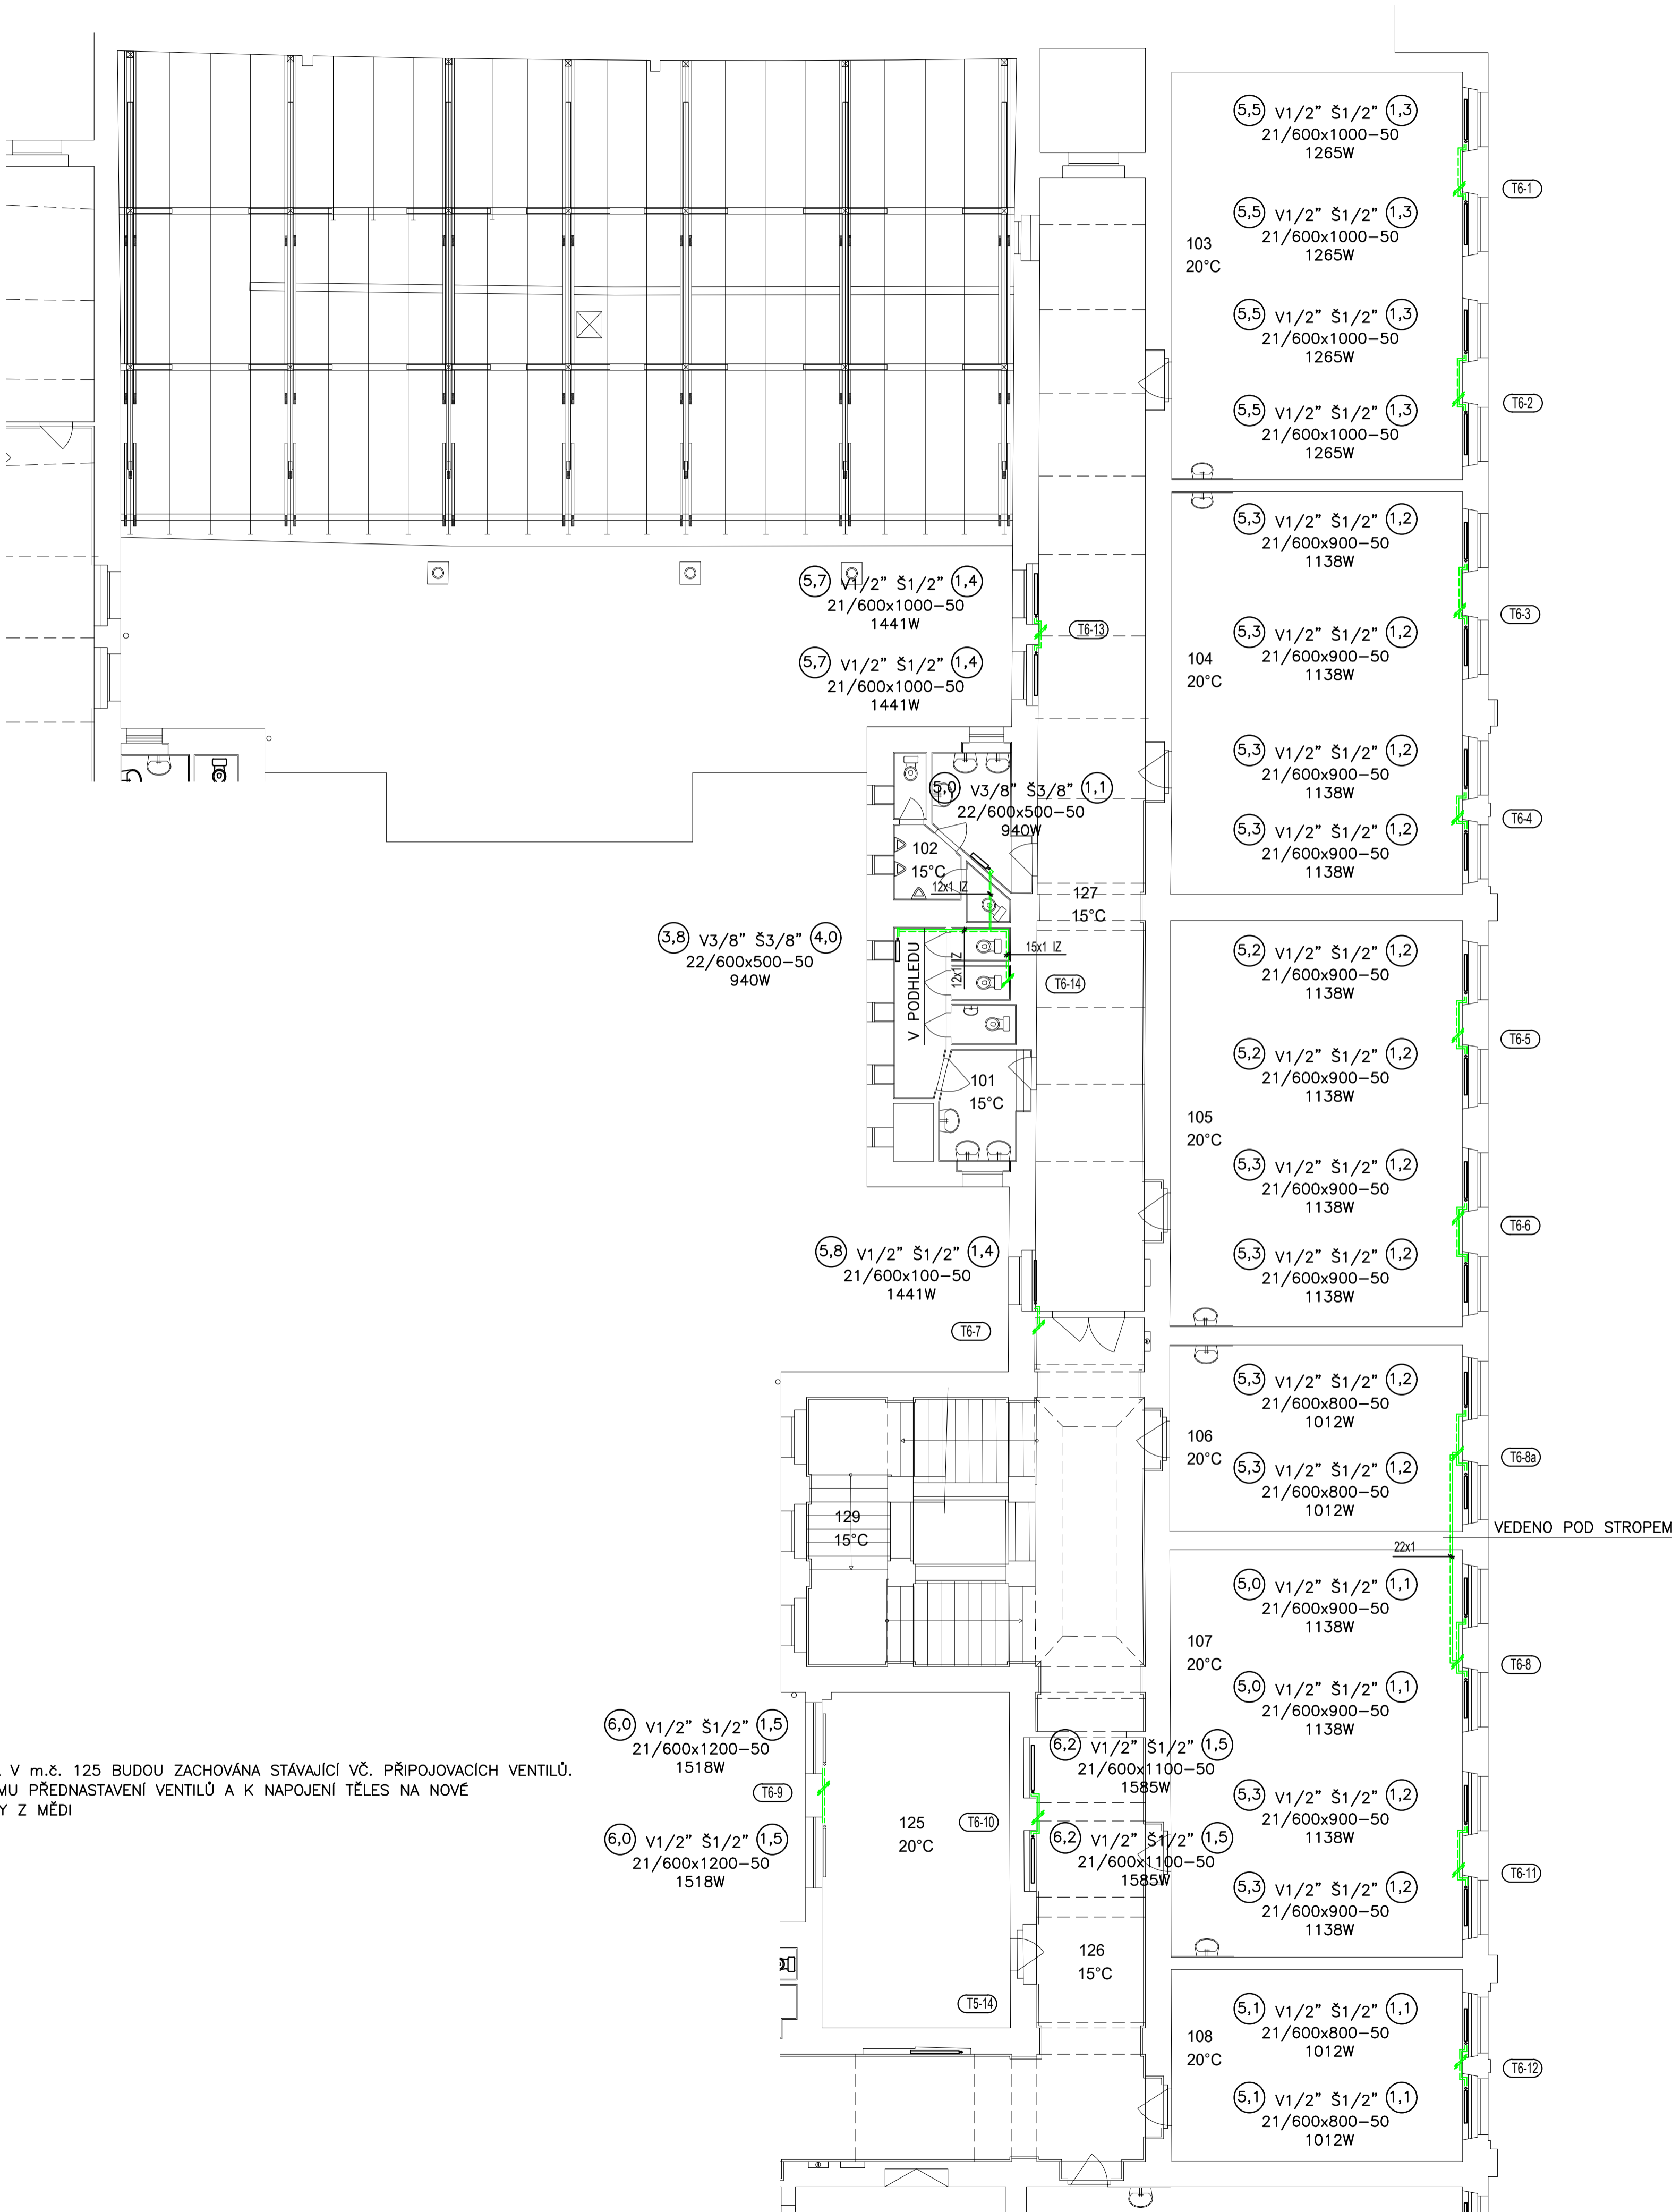 5,5 V1/2" Š1/2" 1,3
21/600x1000-50
1265W
T6-1
5,5 V1/2" Š1/2" 1,3
21/600x1000-50
1265W
103
20°C
5,5 V1/2" Š1/2" 1,3
21/600x1000-50
1265W
T6-2
5,5 V1/2" Š1/2" 1,3
21/600x1000-50
1265W
5,3 V1/2" Š1/2" 1,2
21/600x900-50
1138W
T6-3
5,3 V1/2" Š1/2" 1,2
21/600x900-50
1138W
104
20°C
5,3 V1/2" Š1/2" 1,2
21/600x900-50
1138W
T6-4
5,3 V1/2" Š1/2" 1,2
21/600x900-50
1138W
5,7 V1/2" Š1/2" 1,4
21/600x1000-50
1441W
T6-13
5,7 V1/2" Š1/2" 1,4
21/600x1000-50
1441W
5,0 V3/8" Š3/8" 1,1
22/600x500-50
940W
102
15°C
12x1 IZ
127
15°C
3,8 V3/8" Š3/8" 4,0
22/600x500-50
940W
V PODHLEDU
12x1 IZ
15x1 IZ
T6-14
101
15°C
5,2 V1/2" Š1/2" 1,2
21/600x900-50
1138W
T6-5
5,2 V1/2" Š1/2" 1,2
21/600x900-50
1138W
105
20°C
5,3 V1/2" Š1/2" 1,2
21/600x900-50
1138W
T6-6
5,3 V1/2" Š1/2" 1,2
21/600x900-50
1138W
5,8 V1/2" Š1/2" 1,4
21/600x100-50
1441W
T6-7
5,3 V1/2" Š1/2" 1,2
21/600x800-50
1012W
106
20°C
T6-8a
5,3 V1/2" Š1/2" 1,2
21/600x800-50
1012W
129
15°C
VEDENO POD STROPEM
22x1
5,0 V1/2" Š1/2" 1,1
21/600x900-50
1138W
107
20°C
T6-8
5,0 V1/2" Š1/2" 1,1
21/600x900-50
1138W
5,3 V1/2" Š1/2" 1,2
21/600x900-50
1138W
T6-11
5,3 V1/2" Š1/2" 1,2
21/600x900-50
1138W
6,0 V1/2" Š1/2" 1,5
21/600x1200-50
1518W
6,2 V1/2" Š1/2" 1,5
21/600x1100-50
1585W
V m.č. 125 BUDOU ZACHOVÁNA STÁVAJÍCÍ VČ. PŘIPOJOVACÍCH VENTILŮ.
PŘEDNASTAVENÍ VENTILŮ A K NAPOJENÍ TĚLES NA NOVÉ
Z MĚDI
T6-9
125
20°C
T6-10
6,0 V1/2" Š1/2" 1,5
21/600x1200-50
1518W
6,2 V1/2" Š1/2" 1,5
21/600x1100-50
1585W
126
15°C
T5-14
5,1 V1/2" Š1/2" 1,1
21/600x800-50
1012W
108
20°C
T6-12
5,1 V1/2" Š1/2" 1,1
21/600x800-50
1012W